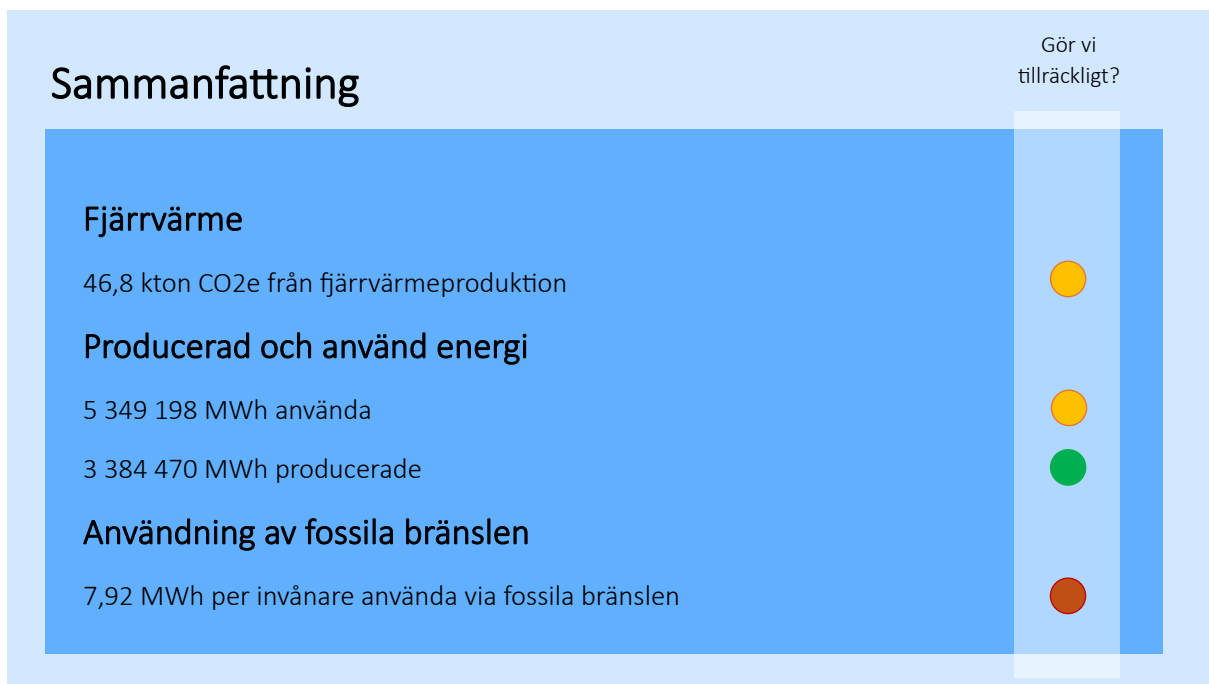 Sammanfattning
Gör vi
tillräckligt?
Fjärrvärme
46,8 kton CO2e från fjärrvärmeproduktion
Producerad och använd energi
5 349 198 MWh använda
3 384 470 MWh producerade
Användning av fossila bränslen
7,92 MWh per invånare använda via fossila bränslen